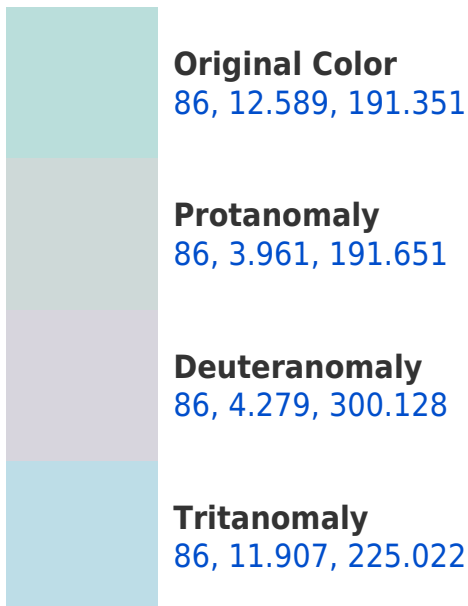 Original Color
86, 12.589, 191.351
Protanomaly
86, 3.961, 191.651
Deuteranomaly
86, 4.279, 300.128
Tritanomaly
86, 11.907, 225.022